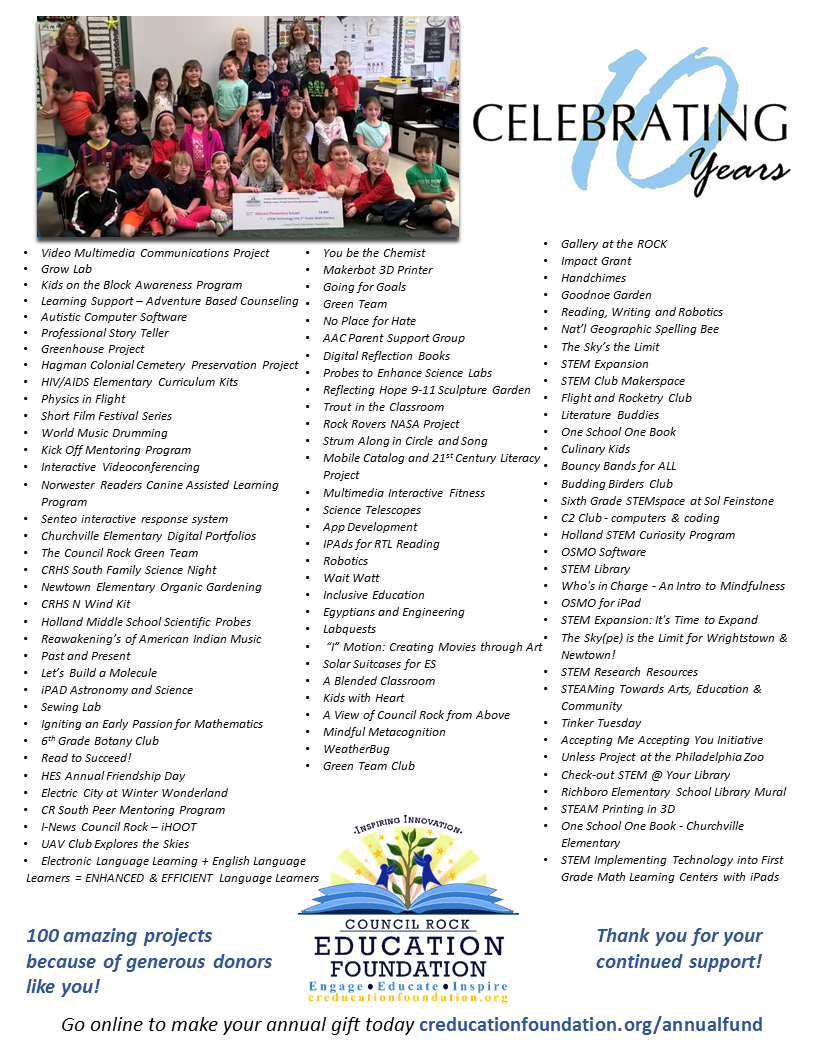 CELEBRATING
10
Years
• Video Multimedia Communications Project
• Grow Lab
• Kids on the Block Awareness Program
• Learning Support – Adventure Based Counseling
• Autistic Computer Software
• Professional Story Teller
• Greenhouse Project
• Hagman Colonial Cemetery Preservation Project
• HIV/AIDS Elementary Curriculum Kits
• Physics in Flight
• Short Film Festival Series
• World Music Drumming
• Kick Off Mentoring Program
• Interactive Videoconferencing
• Norwester Readers Canine Assisted Learning
Program
• Senteo interactive response system
• Churchville Elementary Digital Portfolios
• The Council Rock Green Team
• CRHS South Family Science Night
• Newtown Elementary Organic Gardening
• CRHS N Wind Kit
• Holland Middle School Scientific Probes
• Reawakening's of American Indian Music
• Past and Present
• Let's Build a Molecule
• iPAD Astronomy and Science
• Sewing Lab
• Igniting an Early Passion for Mathematics
• 6th Grade Botany Club
• Read to Succeed!
• HES Annual Friendship Day
• Electric City at Winter Wonderland
• CR South Peer Mentoring Program
• I-News Council Rock – iHOOT
• UAV Club Explores the Skies
• Electronic Language Learning + English Language
Learners = ENHANCED & EFFICIENT Language Learners
• You be the Chemist
• Makerbot 3D Printer
• Going for Goals
• Green Team
• No Place for Hate
• AAC Parent Support Group
• Digital Reflection Books
• Probes to Enhance Science Labs
• Reflecting Hope 9-11 Sculpture Garden
• Trout in the Classroom
• Rock Rovers NASA Project
• Strum Along in Circle and Song
• Mobile Catalog and 21st Century Literacy
Project
• Multimedia Interactive Fitness
• Science Telescopes
• App Development
• IPAds for RTL Reading
• Robotics
• Wait Watt
• Inclusive Education
• Egyptians and Engineering
• Labquests
• "I" Motion: Creating Movies through Art
• Solar Suitcases for ES
• A Blended Classroom
• Kids with Heart
• A View of Council Rock from Above
• Mindful Metacognition
• WeatherBug
• Green Team Club
• Gallery at the ROCK
• Impact Grant
• Handchimes
• Goodnoe Garden
• Reading, Writing and Robotics
• Nat'l Geographic Spelling Bee
• The Sky's the Limit
• STEM Expansion
• STEM Club Makerspace
• Flight and Rocketry Club
• Literature Buddies
• One School One Book
• Culinary Kids
• Bouncy Bands for ALL
• Budding Birders Club
• Sixth Grade STEMspace at Sol Feinstone
• C2 Club - computers & coding
• Holland STEM Curiosity Program
• OSMO Software
• STEM Library
• Who's in Charge - An Intro to Mindfulness
• OSMO for iPad
• STEM Expansion: It's Time to Expand
• The Sky(pe) is the Limit for Wrightstown &
Newtown!
• STEM Research Resources
• STEAMing Towards Arts, Education &
Community
• Tinker Tuesday
• Accepting Me Accepting You Initiative
• Unless Project at the Philadelphia Zoo
• Check-out STEM @ Your Library
• Richboro Elementary School Library Mural
• STEAM Printing in 3D
• One School One Book - Churchville
Elementary
• STEM Implementing Technology into First
Grade Math Learning Centers with iPads
•Inspiring Innovation•
COUNCIL ROCK
EDUCATION
FOUNDATION
Engage • Educate • Inspire
creducationfoundation.org
100 amazing projects
because of generous donors
like you!
Thank you for your
continued support!
Go online to make your annual gift today creducationfoundation.org/annualfund